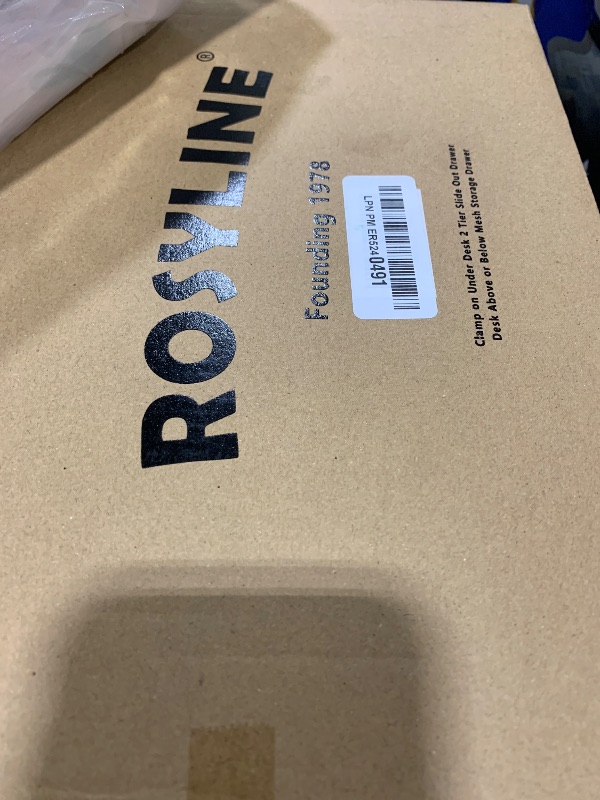 ROSYLINE®
Founding 1978
LPN PM ER5240491
Clamp on Under Desk 2 Tier Slide Out Drawer
Desk Above or Below Mesh Storage Drawer